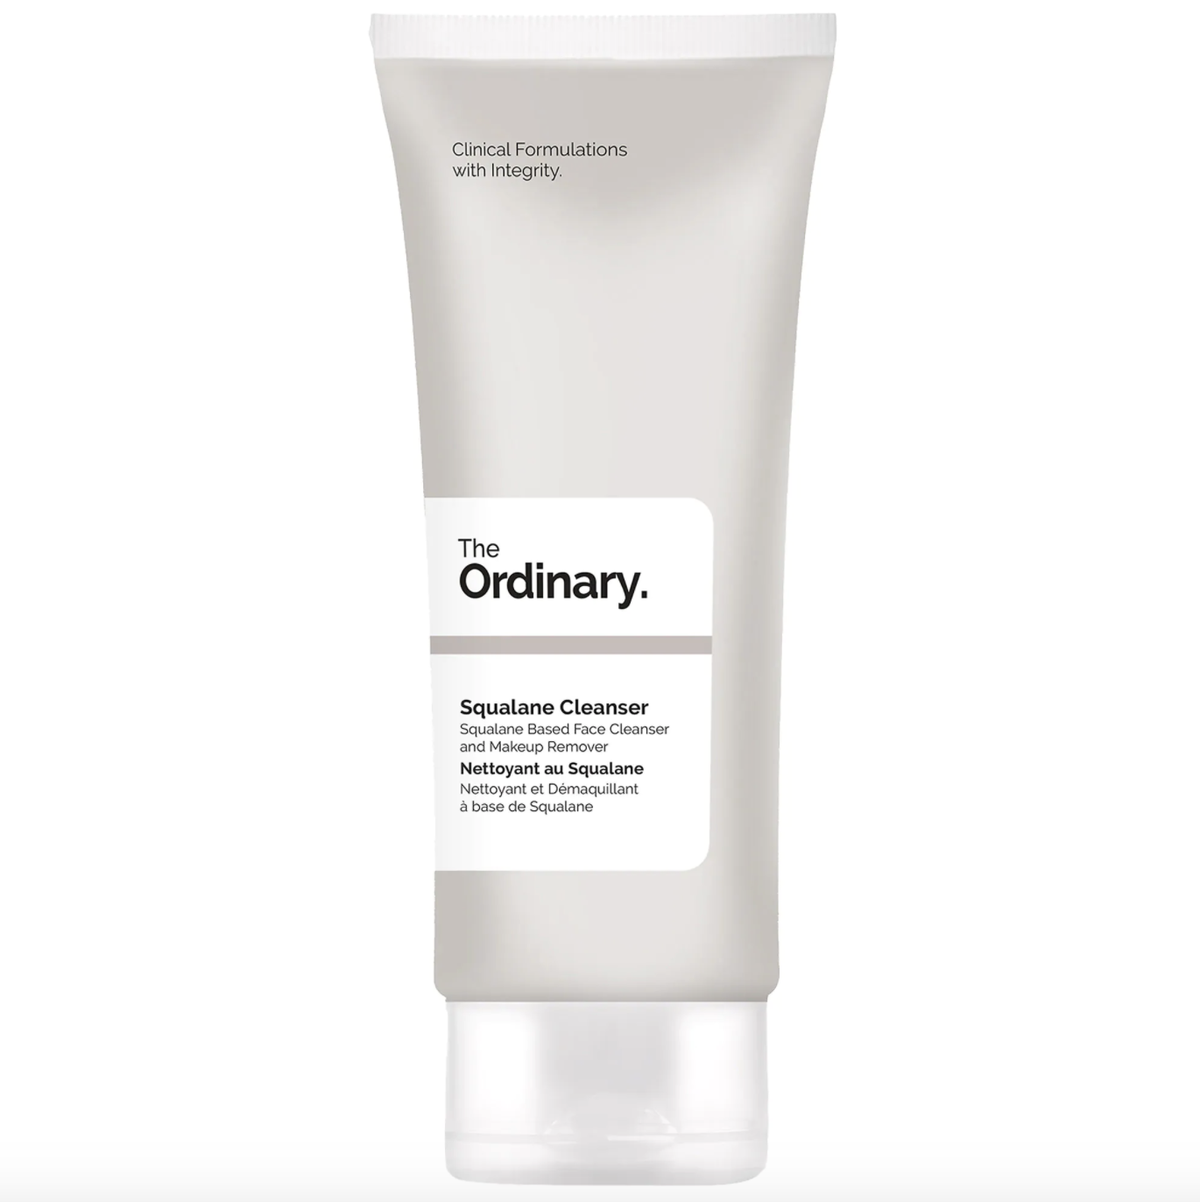 Clinical Formulations
with Integrity.
The
Ordinary.
Squalane Cleanser
Squalane Based Face Cleanser
and Makeup Remover
Nettoyant au Squalane
Nettoyant et Démaquillant
à base de Squalane